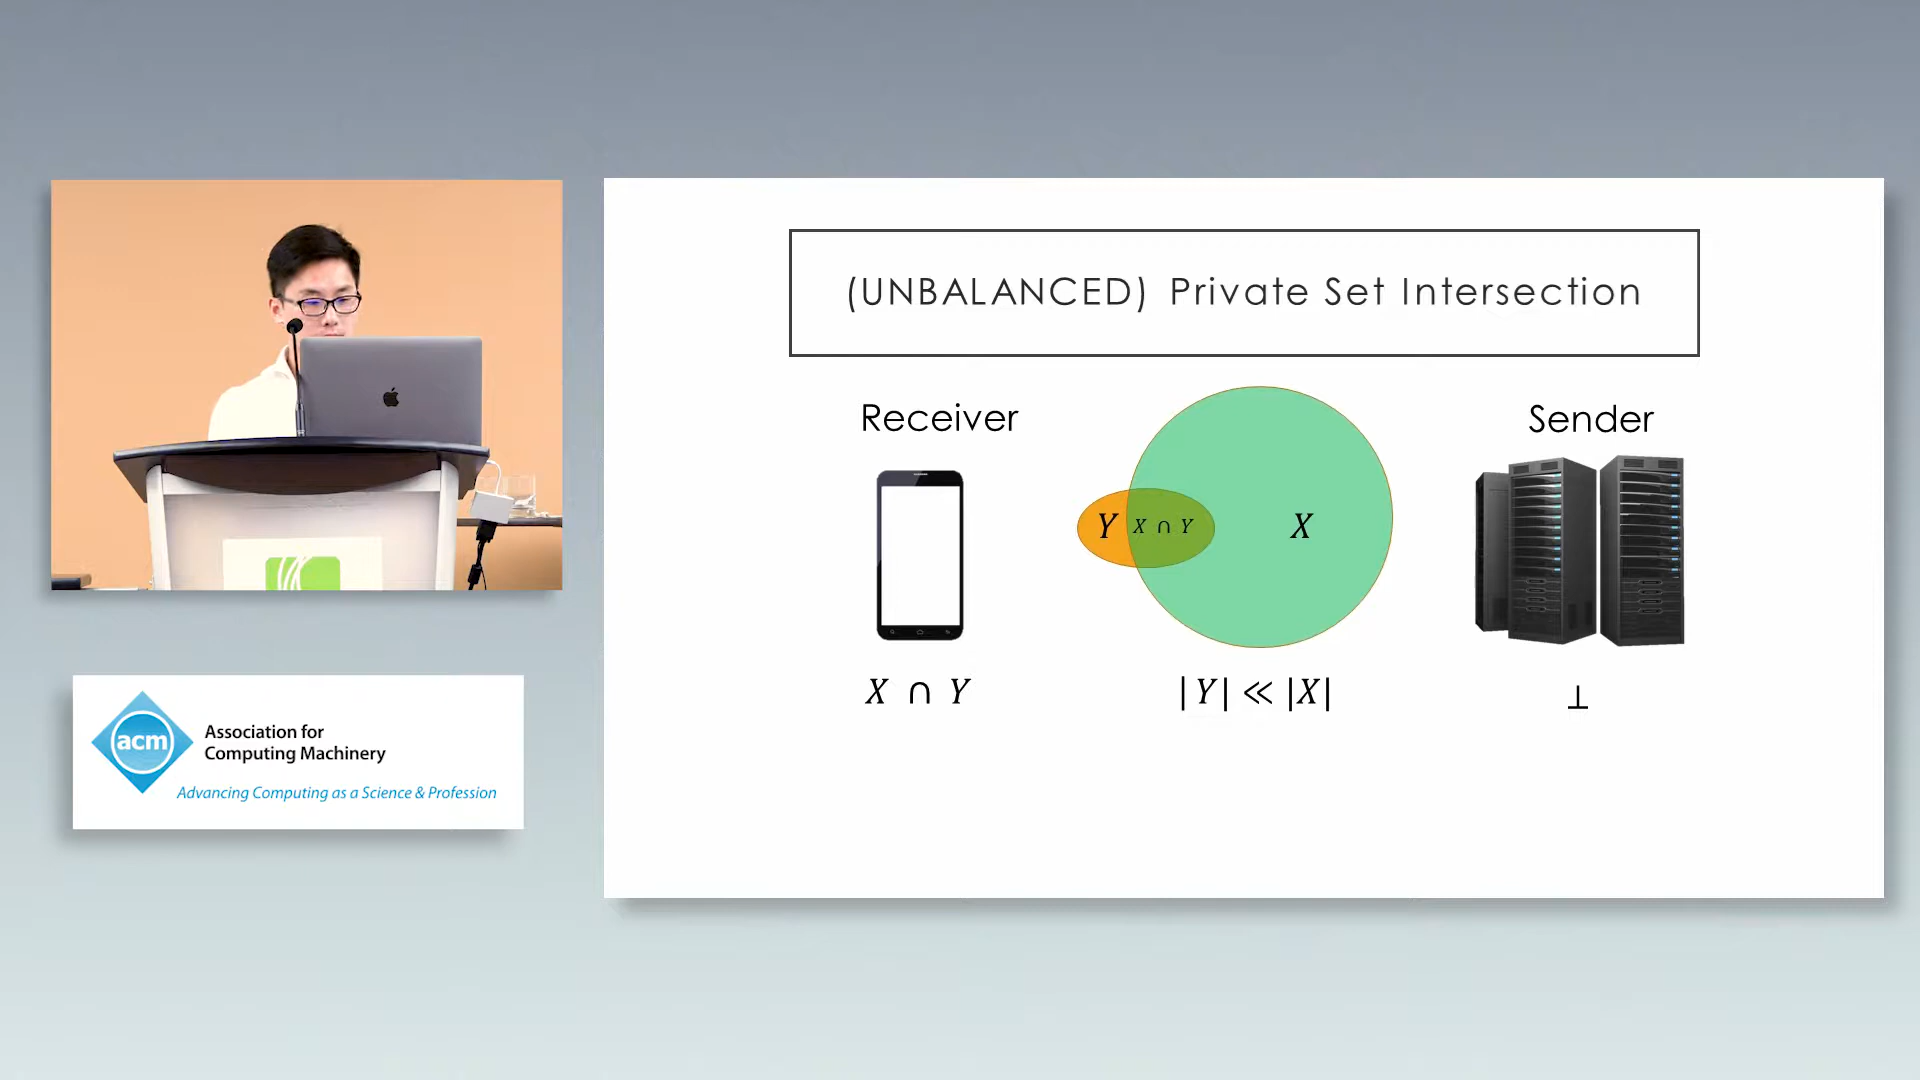 (UNBALANCED) Private Set Intersection
Receiver
Sender
Y X ∩ Y X
X ∩ Y
|Y| ≪ |X|
⊥
acm
Association for
Computing Machinery
Advancing Computing as a Science & Profession